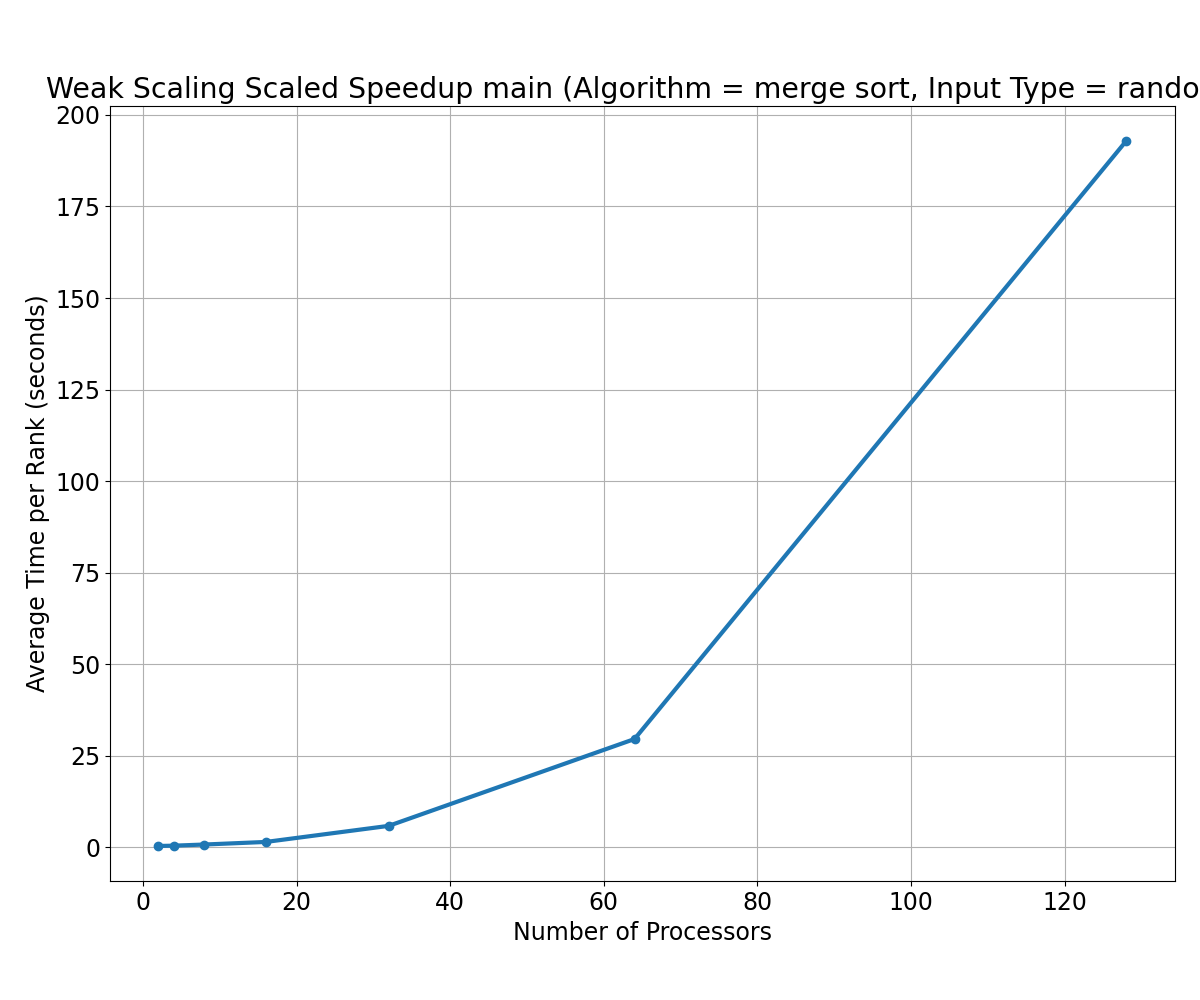 Weak Scaling Scaled Speedup main (Algorithm = merge sort, Input Type = rando
200
175
150
125
100
75
50
25
0
Average Time per Rank (seconds)
0 20 40 60 80 100 120
Number of Processors